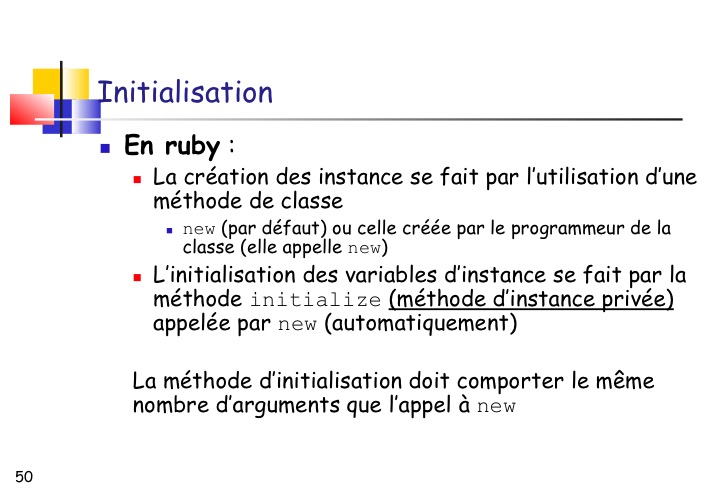 Initialisation
En ruby :
La création des instance se fait par l’utilisation d’une
méthode de classe
new (par défaut) ou celle créée par le programmeur de la
classe (elle appelle new)
L’initialisation des variables d’instance se fait par la
méthode initialize (méthode d’instance privée)
appelée par new (automatiquement)
La méthode d’initialisation doit comporter le même
nombre d’arguments que l’appel à new
50